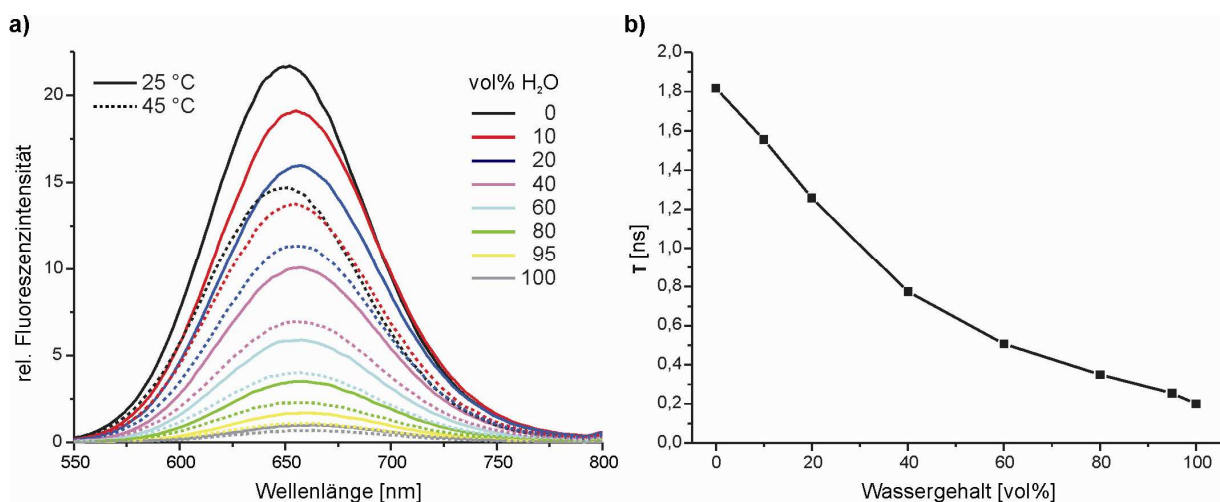 a)
rel. Fluoreszenzintensität
20
15
10
5
0
25 °C
45 °C
vol% H₂O
0
10
20
40
60
80
95
100
550 600 650 700 750 800
Wellenlänge [nm]
b)
τ [ns]
2,0
1,8
1,6
1,4
1,2
1,0
0,8
0,6
0,4
0,2
0,0
0 20 40 60 80 100
Wassergehalt [vol%]